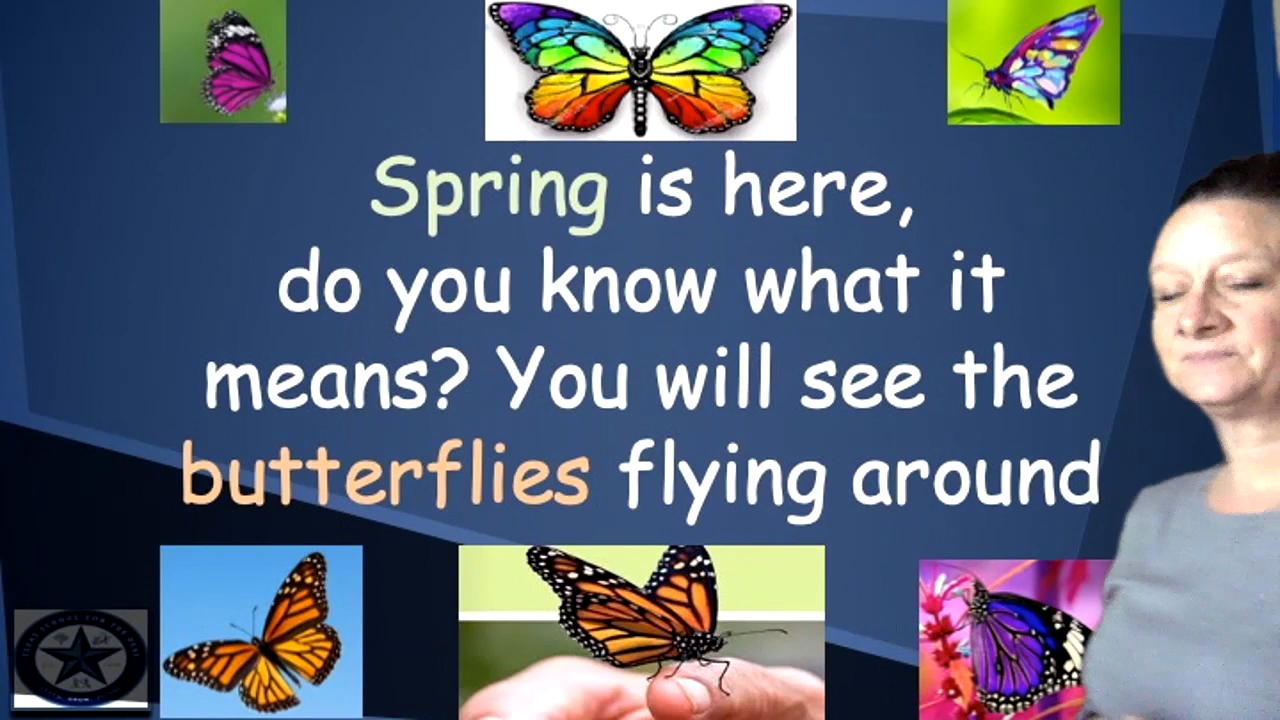 Spring is here,
do you know what it
means? You will see the
butterflies flying around